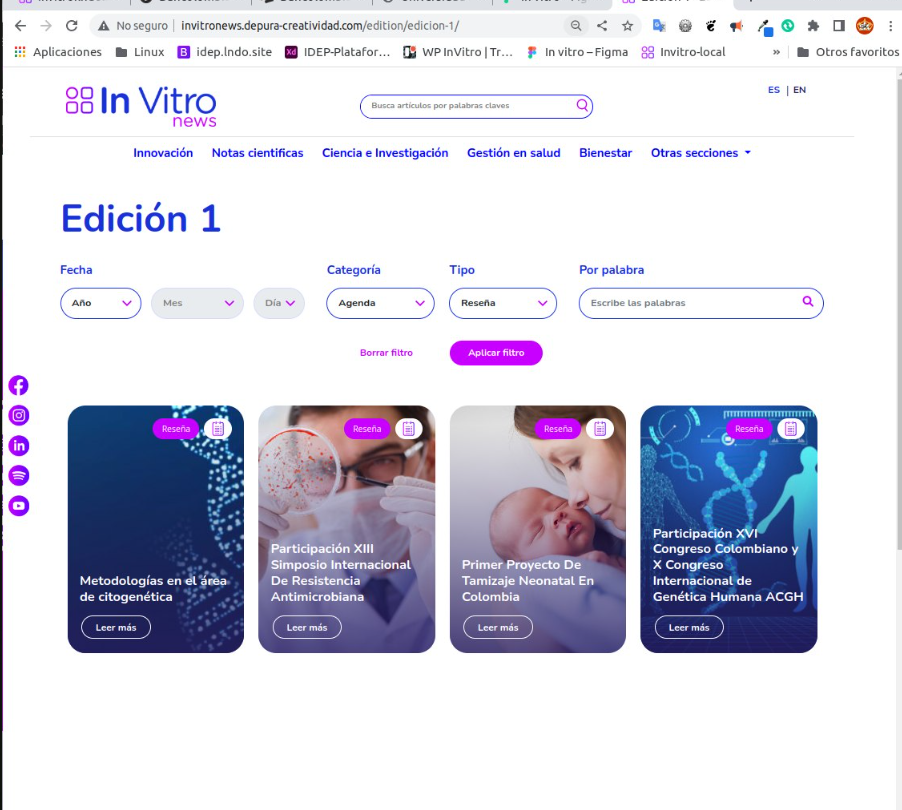 No seguro | invitronews.depura-creatividad.com/edition/edicion-1/
Aplicaciones Linux idep.lndo.site IDEP-Platafor... WP InVitro | Tr... In vitro – Figma Invitro-local » Otros favoritos
In Vitro
news
Busca artículos por palabras claves
ES | EN
Innovación Notas cientificas Ciencia e Investigación Gestión en salud Bienestar Otras secciones
Edición 1
Fecha Categoría Tipo Por palabra
Año Mes Día Agenda Reseña Escribe las palabras
Borrar filtro Aplicar filtro
Reseña
Metodologías en el área
de citogenética
Leer más
Reseña
Participación XIII
Simposio Internacional
De Resistencia
Antimicrobiana
Leer más
Reseña
Primer Proyecto De
Tamizaje Neonatal En
Colombia
Leer más
Reseña
Participación XVI
Congreso Colombiano y
X Congreso
Internacional de
Genética Humana ACGH
Leer más